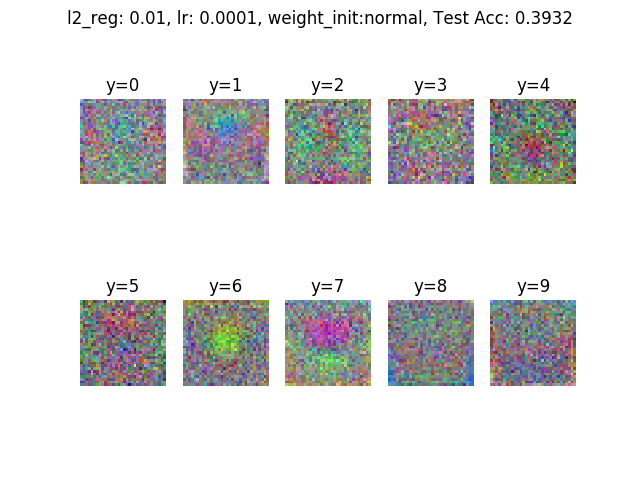 l2_reg: 0.01, lr: 0.0001, weight_init:normal, Test Acc: 0.3932
y=0 y=1 y=2 y=3 y=4
y=5 y=6 y=7 y=8 y=9